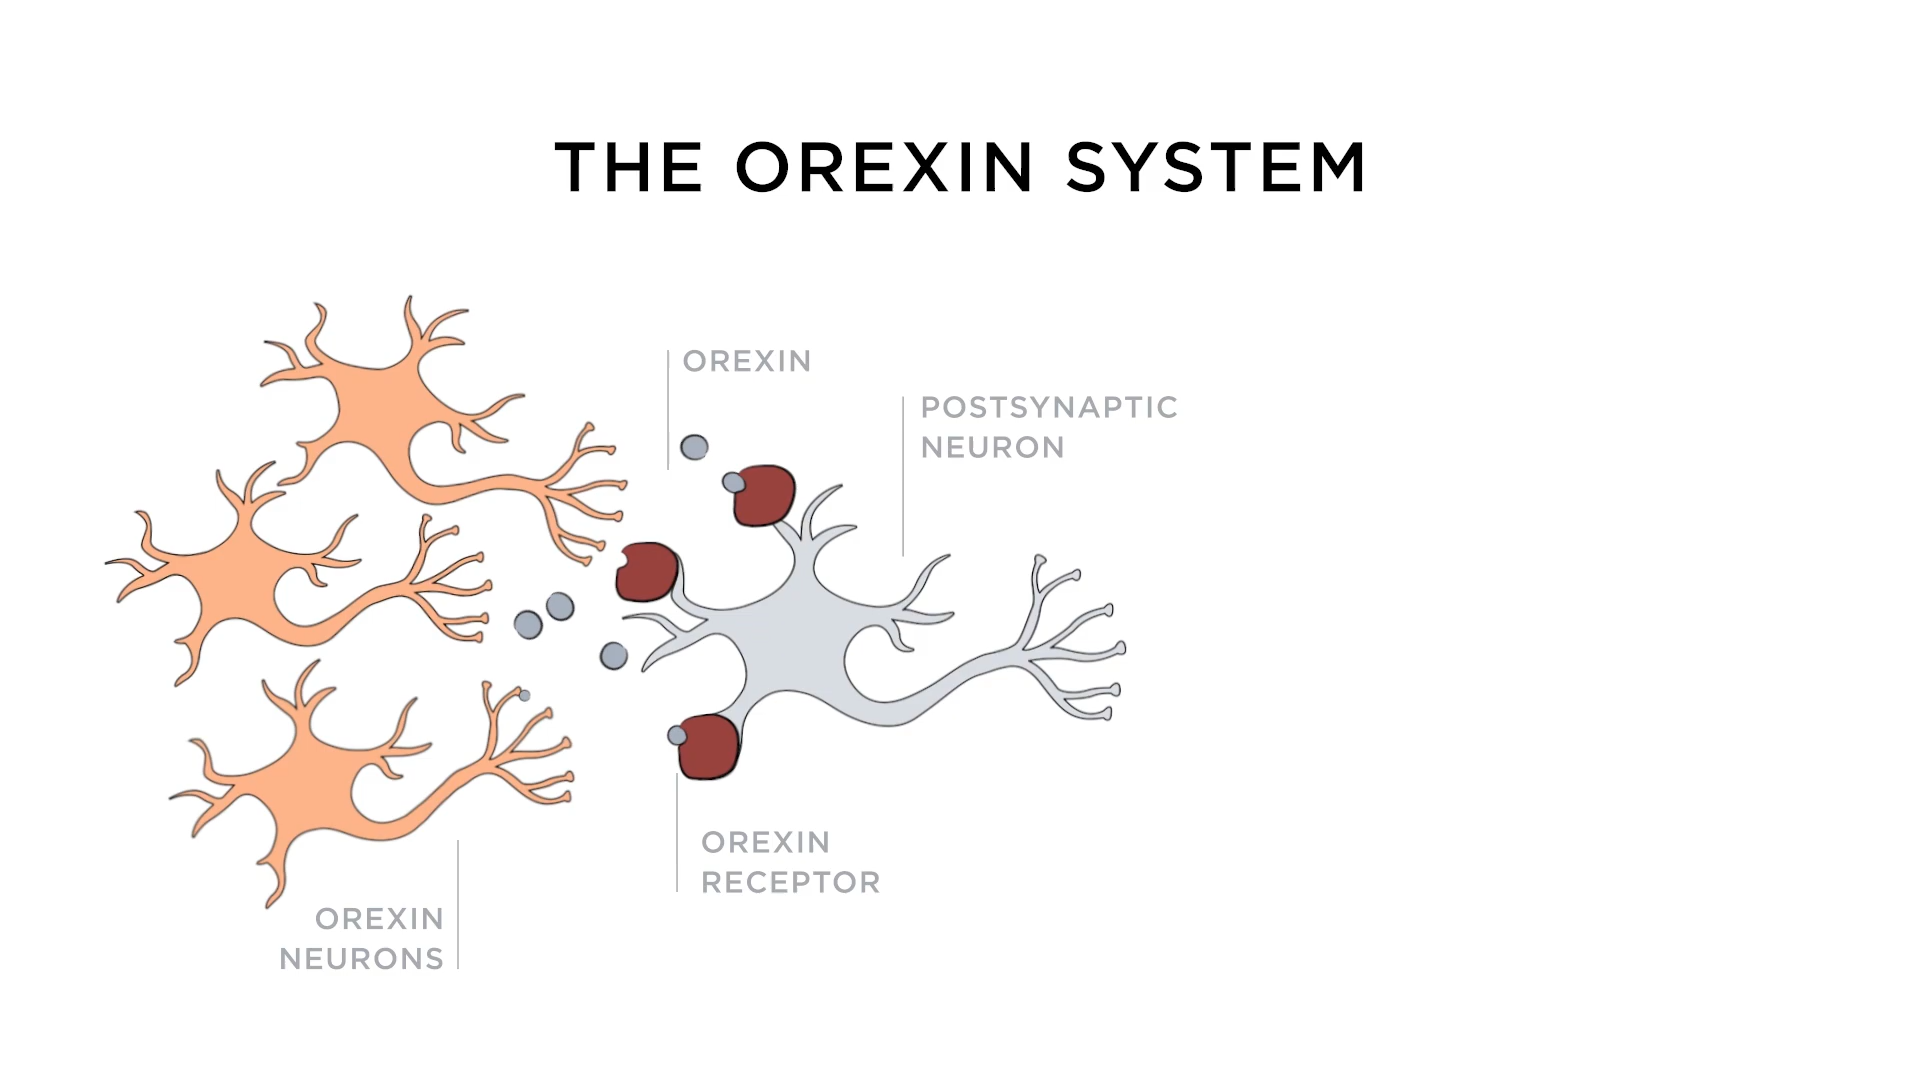 THE OREXIN SYSTEM
OREXIN
POSTSYNAPTIC
NEURON
OREXIN
RECEPTOR
OREXIN
NEURONS